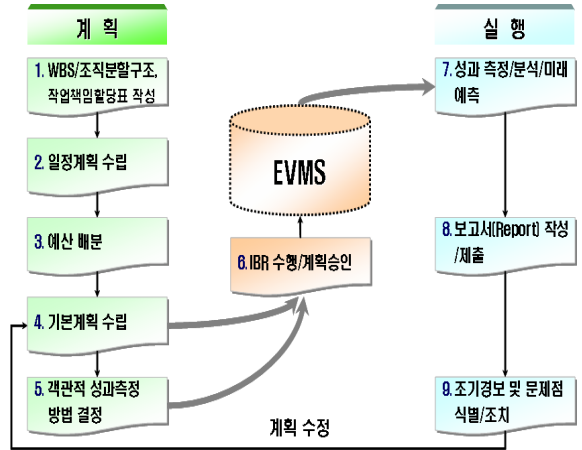 계 획
1. WBS/조직분할구조,
작업책임할당표 작성
2. 일정계획 수립
3. 예산 배분
4. 기본계획 수립
5. 객관적 성과측정
방법 결정
EVMS
6. IBR 수행/계획승인
계획 수정
실 행
7. 성과 측정/분석/미래
예측
8. 보고서(Report) 작성
/제출
9. 조기경보 및 문제점
식별/조치